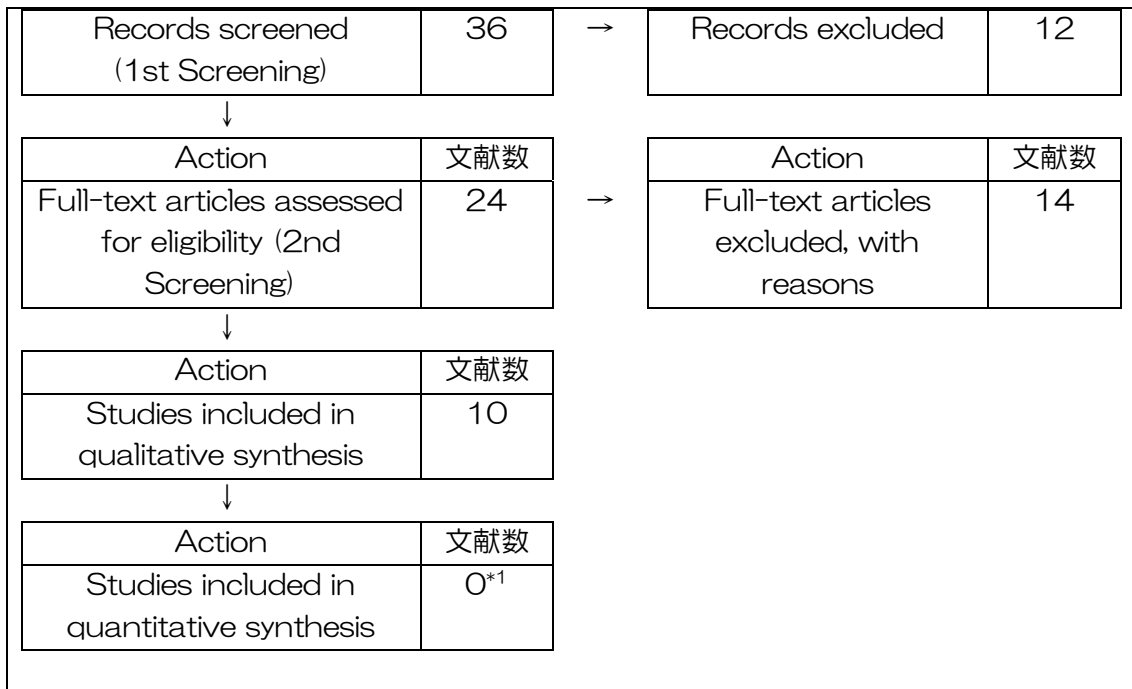 Records screened 36 → Records excluded 12
(1st Screening)
↓
Action 文献数 Action 文献数
Full-text articles assessed 24 → Full-text articles 14
for eligibility (2nd excluded, with
Screening) reasons
↓
Action 文献数
Studies included in 10
qualitative synthesis
↓
Action 文献数
Studies included in 0*1
quantitative synthesis